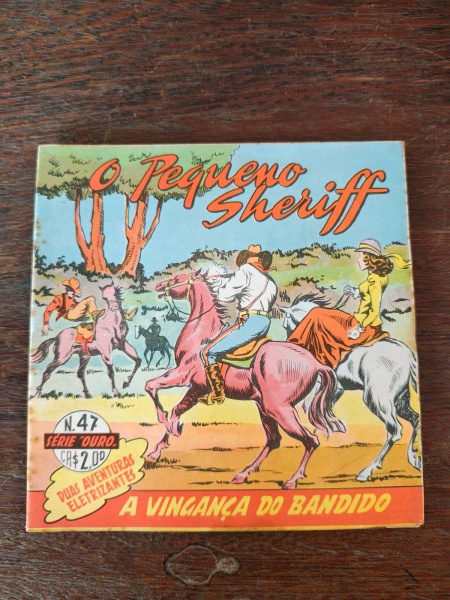 O Pequeno
Sheriff
N. 47
SÉRIE "OURO"
CR$ 2,00
DUAS AVENTURAS
ELETRIZANTES
A VINGANÇA DO BANDIDO